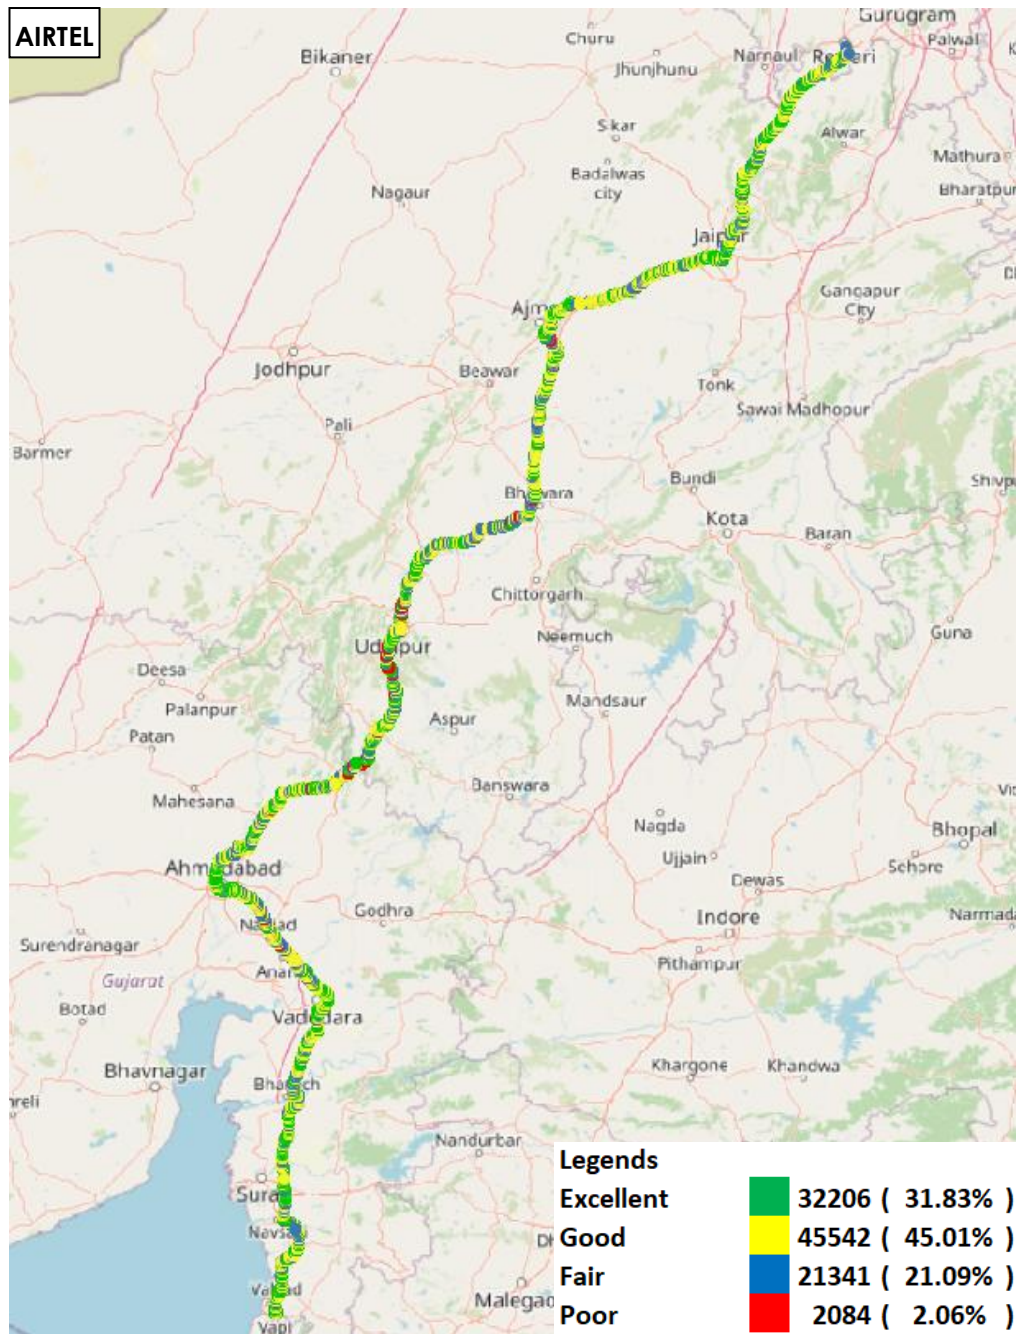 AIRTEL
Gurugram
Churu
Bikaner
Narnaul
Palwal
Jhunjhunu
Sikar
Alwar
Badalwas
city
Mathura
Nagaur
Bharatpur
Gangapur
City
Jodhpur
Beawar
Tonk
Sawai Madhopur
Pali
Barmer
Bundi
Kota
Baran
Chittorgarh
Neemuch
Guna
Deesa
Mandsaur
Palanpur
Aspur
Patan
Banswara
Mahesana
Nagda
Bhopal
Ujjain
Sehore
Dewas
Godhra
Indore
Surendranagar
Pithampur
Gujarat
Botad
Khargone
Khandwa
Bhavnagar
Nandurbar
Legends
Excellent 32206 ( 31.83% )
Good 45542 ( 45.01% )
Fair 21341 ( 21.09% )
Poor 2084 ( 2.06% )